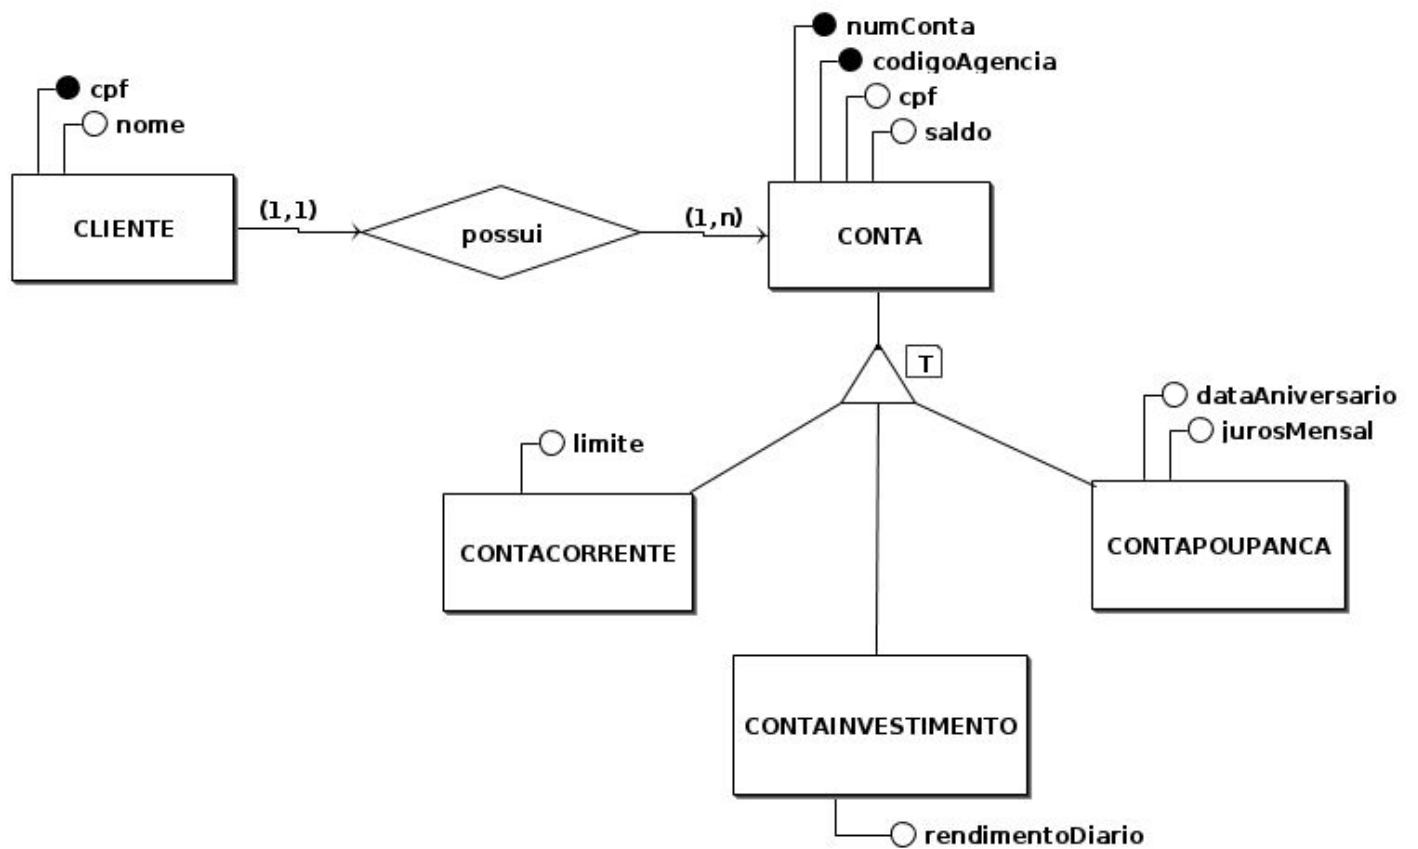 numConta
codigoAgencia
cpf
saldo
cpf
nome
CLIENTE
(1,1)
possui
(1,n)
CONTA
T
dataAniversario
jurosMensal
limite
CONTACORRENTE
CONTAPOUPANCA
CONTAINVESTIMENTO
rendimentoDiario